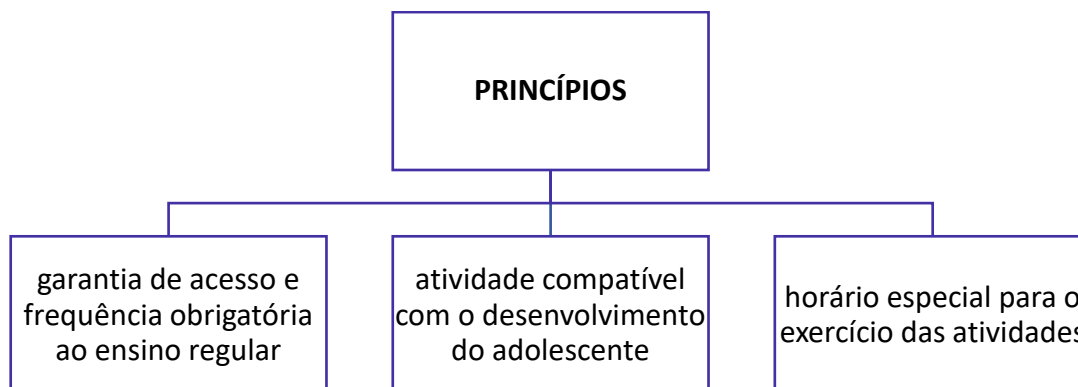 PRINCÍPIOS
garantia de acesso e
frequência obrigatória
ao ensino regular
atividade compatível
com o desenvolvimento
do adolescente
horário especial para o
exercício das atividades